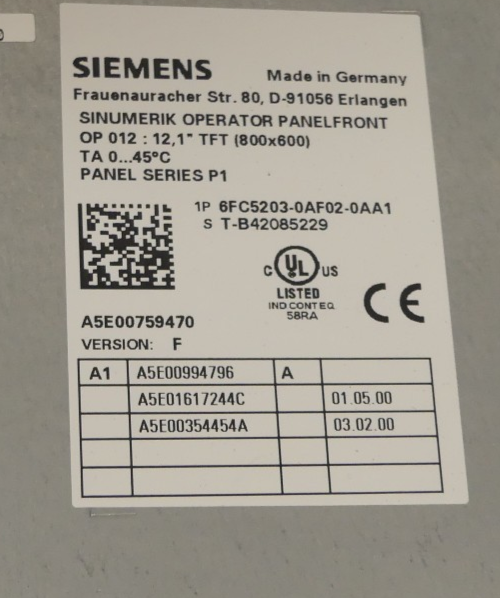 SIEMENS Made in Germany
Frauenauracher Str. 80, D-91056 Erlangen
SINUMERIK OPERATOR PANELFRONT
OP 012 : 12,1" TFT (800x600)
TA 0...45°C
PANEL SERIES P1
1P 6FC5203-0AF02-0AA1
S T-B42085229
C UL US
LISTED
IND CONT EQ
58RA
CE
A5E00759470
VERSION: F
A1 A5E00994796 A
A5E01617244C 01.05.00
A5E00354454A 03.02.00